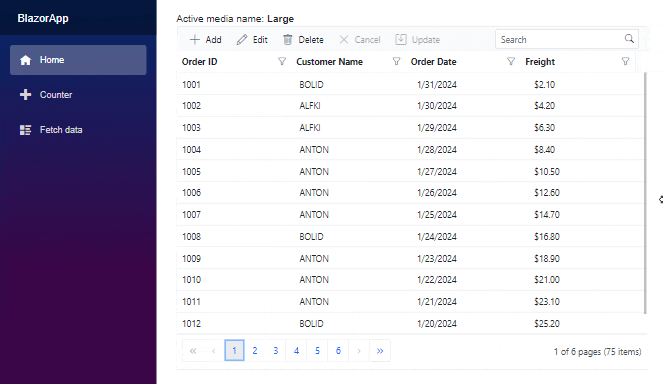 BlazorApp
Home
Counter
Fetch data
Active media name: Large
Add Edit Delete Cancel Update Search
Order ID Customer Name Order Date Freight
1001 BOLID 1/31/2024 $2.10
1002 ALFKI 1/30/2024 $4.20
1003 ALFKI 1/29/2024 $6.30
1004 ANTON 1/28/2024 $8.40
1005 ANTON 1/27/2024 $10.50
1006 ANTON 1/26/2024 $12.60
1007 ANTON 1/25/2024 $14.70
1008 BOLID 1/24/2024 $16.80
1009 ANTON 1/23/2024 $18.90
1010 ANTON 1/22/2024 $21.00
1011 ANTON 1/21/2024 $23.10
1012 BOLID 1/20/2024 $25.20
1 2 3 4 5 6 1 of 6 pages (75 items)